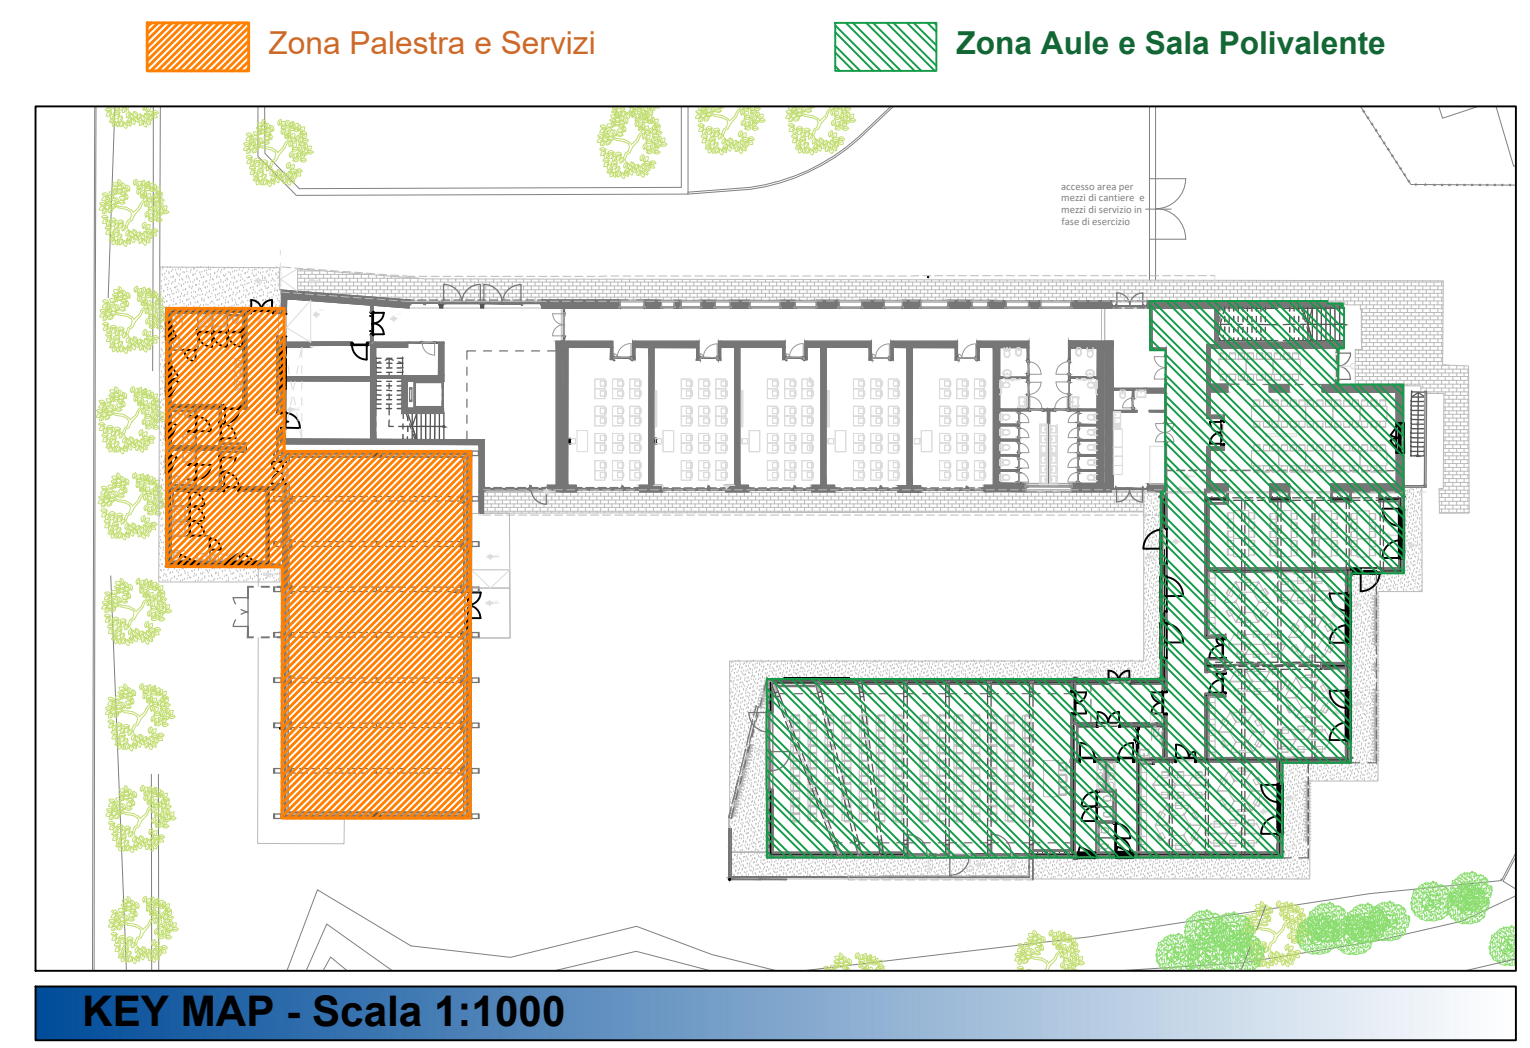 Zona Palestra e Servizi
Zona Aule e Sala Polivalente
accesso area per
mezzi di cantiere e
mezzi di servizio in
fase di esercizio
KEY MAP - Scala 1:1000